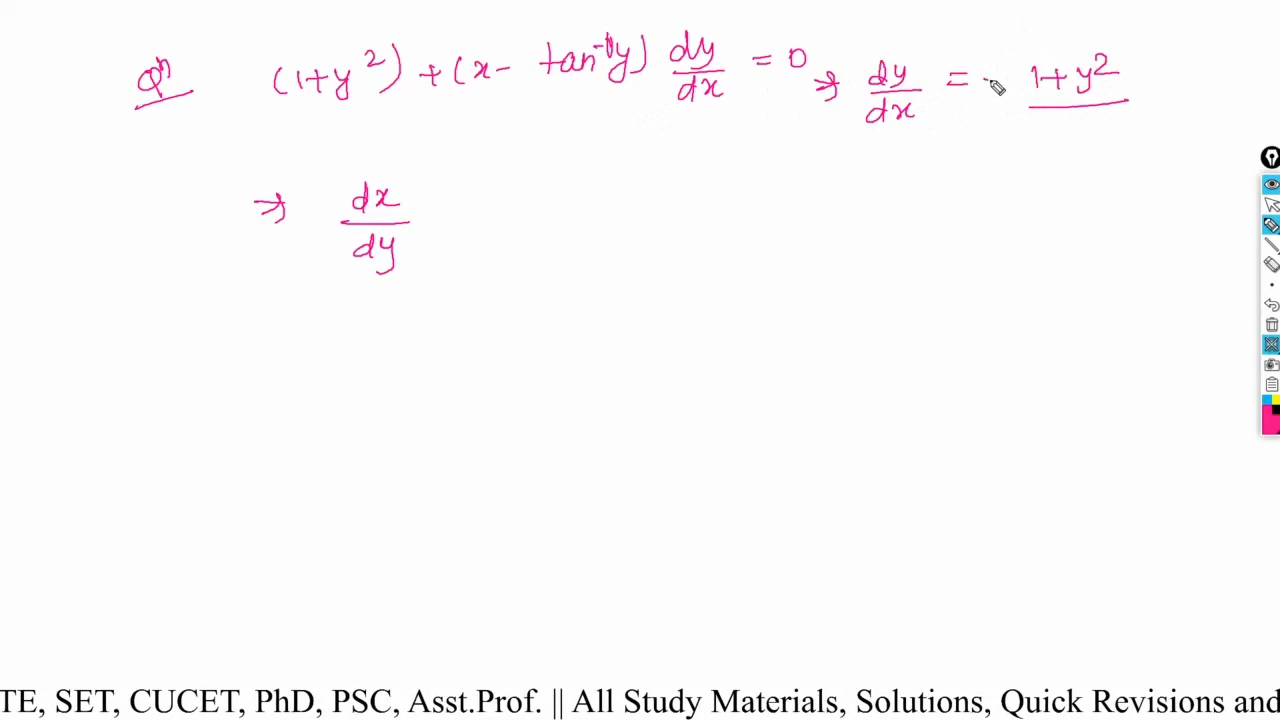 Qⁿ (1+y²) + (x- tan⁻¹y) dy/dx = 0 ⇒ dy/dx = - 1+y²
⇒ dx/dy
TE, SET, CUCET, PhD, PSC, Asst.Prof. || All Study Materials, Solutions, Quick Revisions and